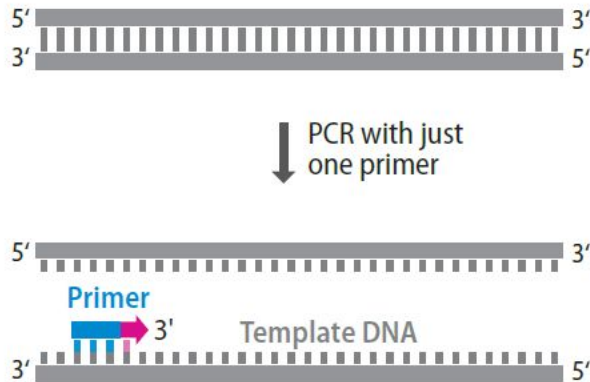 5‘ 3‘
3‘ 5‘
PCR with just
one primer
5‘ 3‘
Primer
3'
Template DNA
3‘ 5‘